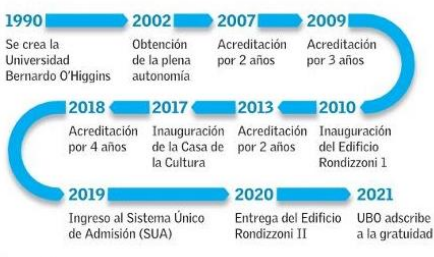 1990
Se crea la
Universidad
Bernardo O'Higgins
2002
Obtención
de la plena
autonomía
2007
Acreditación
por 2 años
2009
Acreditación
por 3 años
2010
Inauguración
del Edificio
Rondizzoni 1
2013
Acreditación
por 2 años
2017
Inauguración
de la Casa de
la Cultura
2018
Acreditación
por 4 años
2019
Ingreso al Sistema Único
de Admisión (SUA)
2020
Entrega del Edificio
Rondizzoni II
2021
UBO adscribe
a la gratuidad